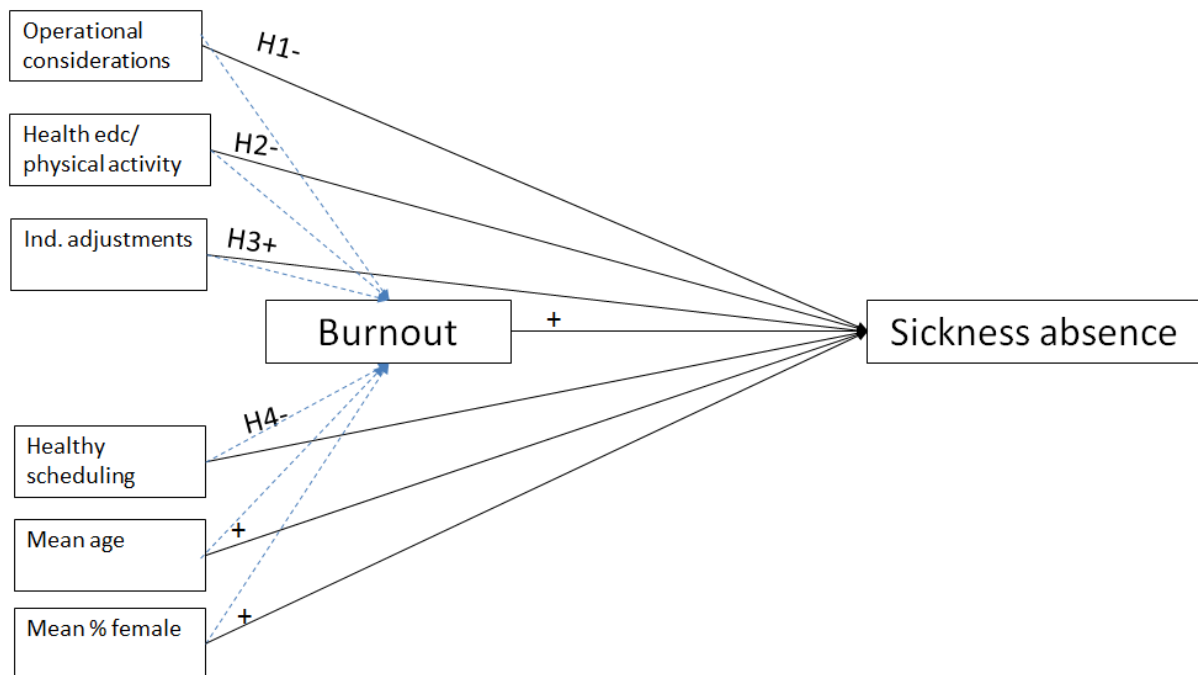 Operational
considerations
H1-
Health edc/
physical activity
H2-
Ind. adjustments
H3+
Burnout
+
Sickness absence
H4-
Healthy
scheduling
Mean age
+
Mean % female
+